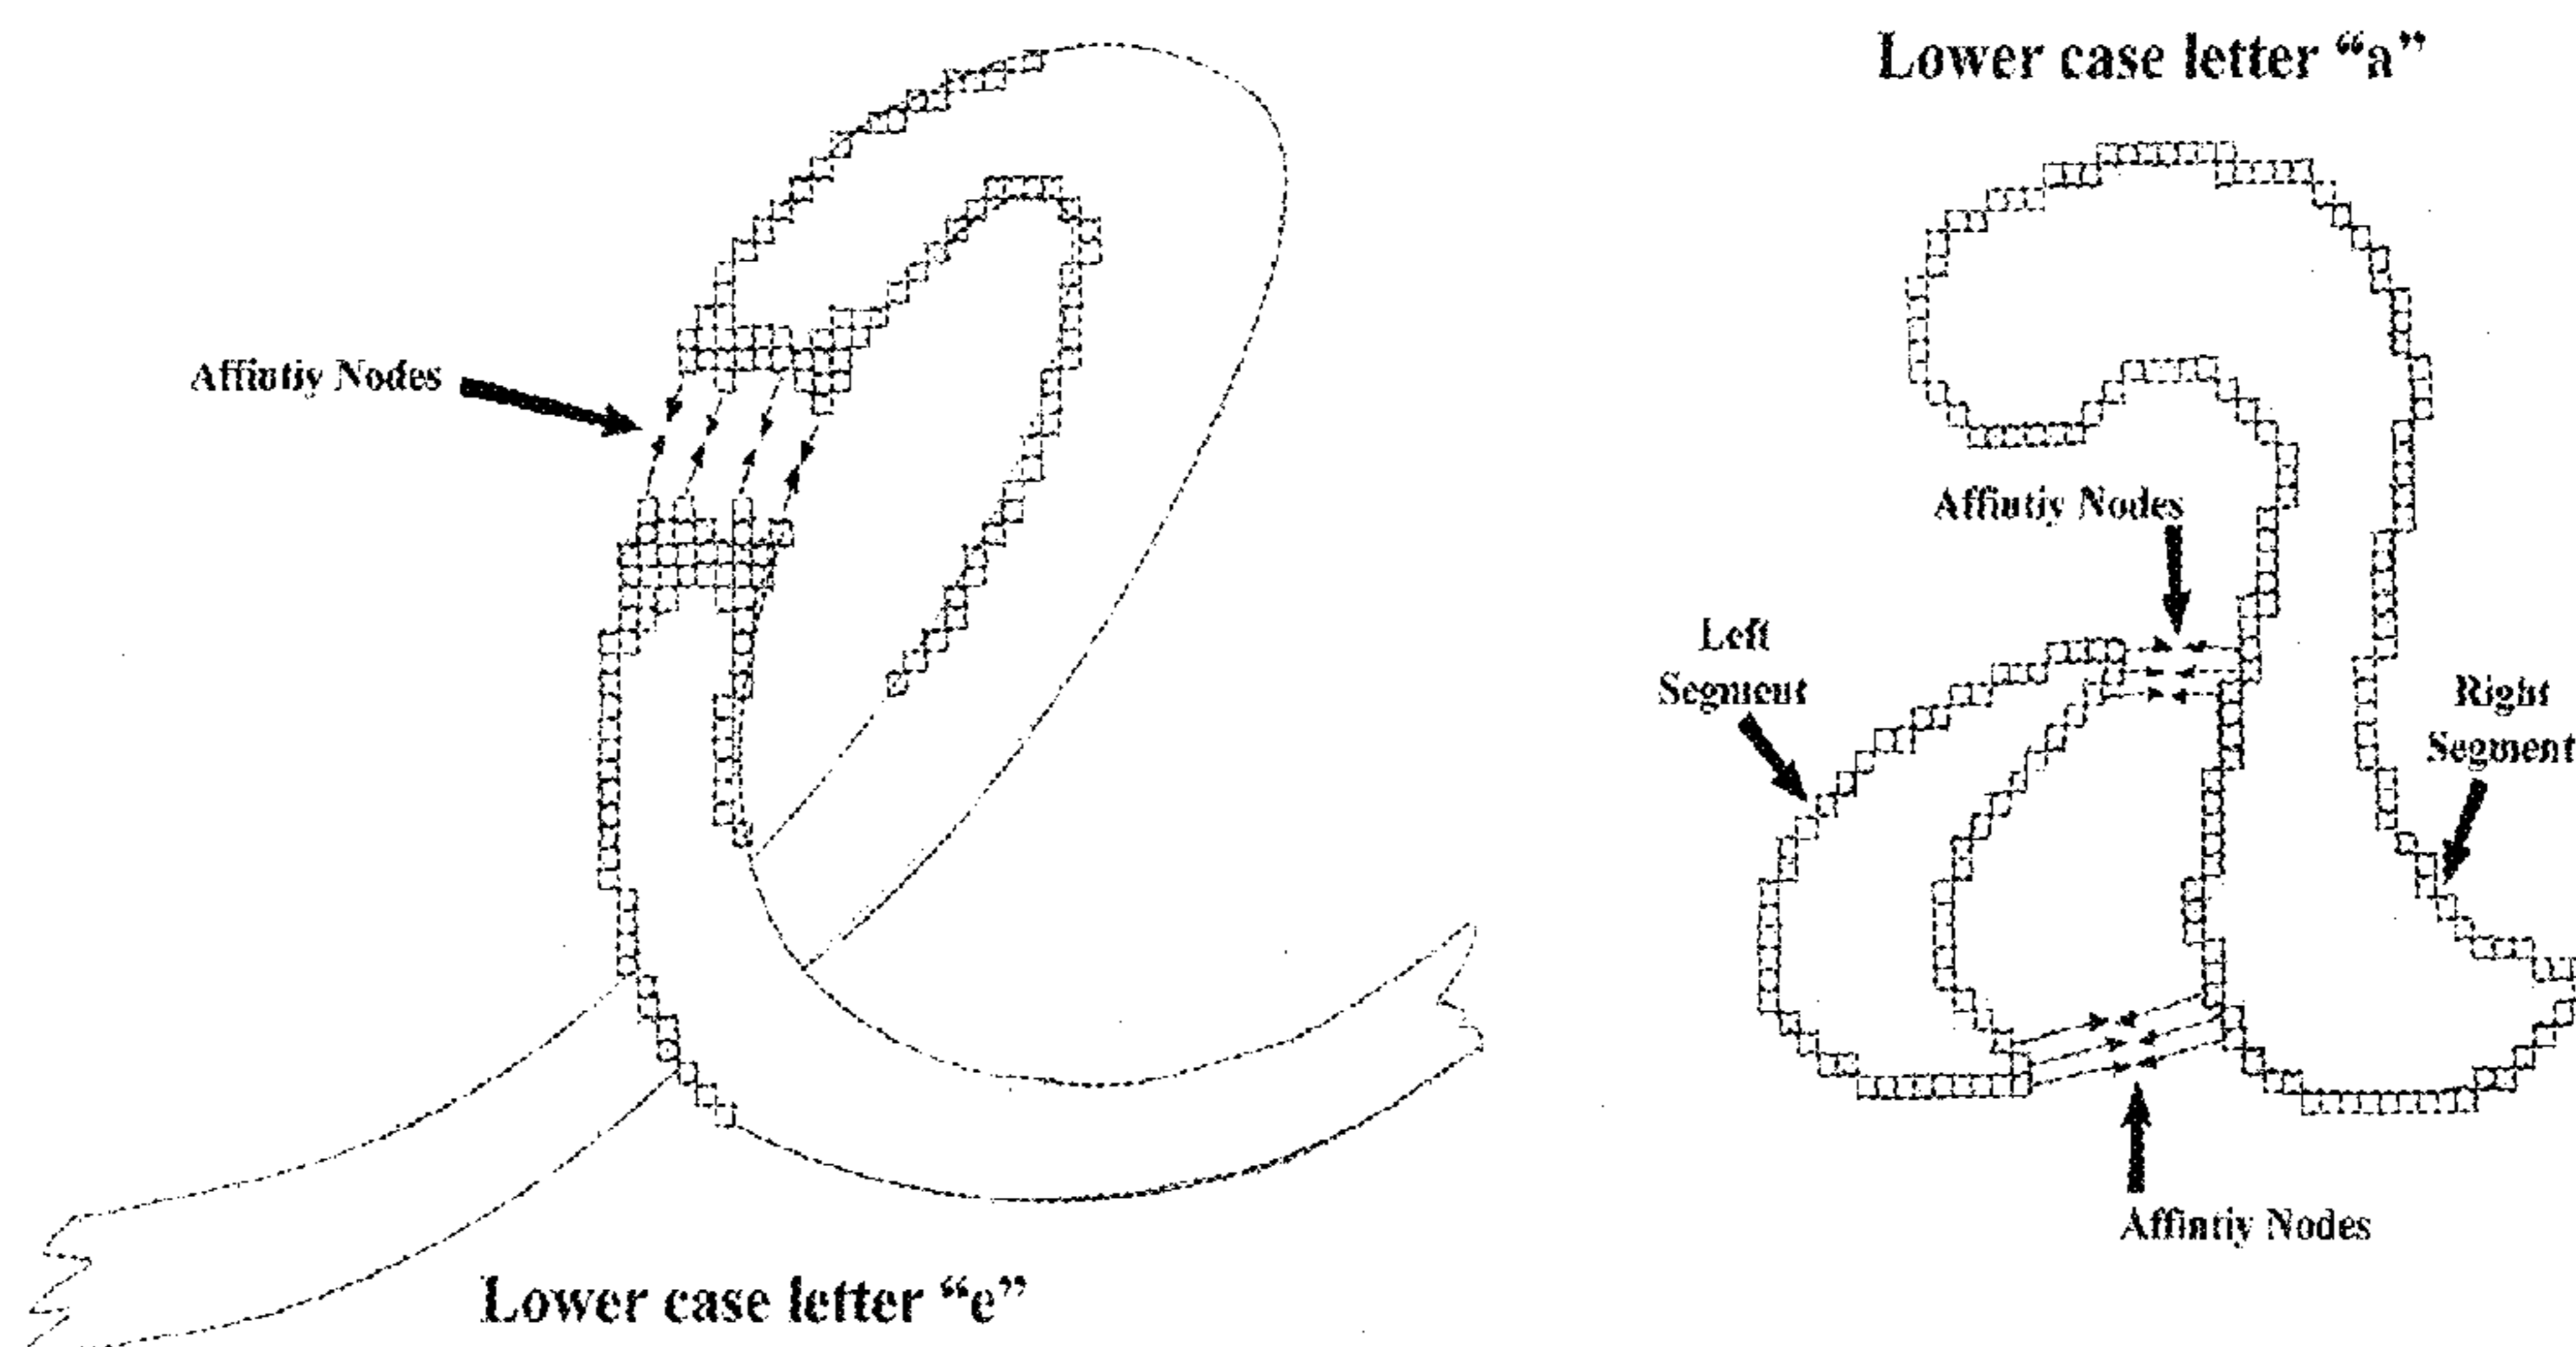 Lower case letter “a”
Affintiy Nodes
Affintiy Nodes
Left
Segment
Right
Segment
Affintiy Nodes
Lower case letter “e”